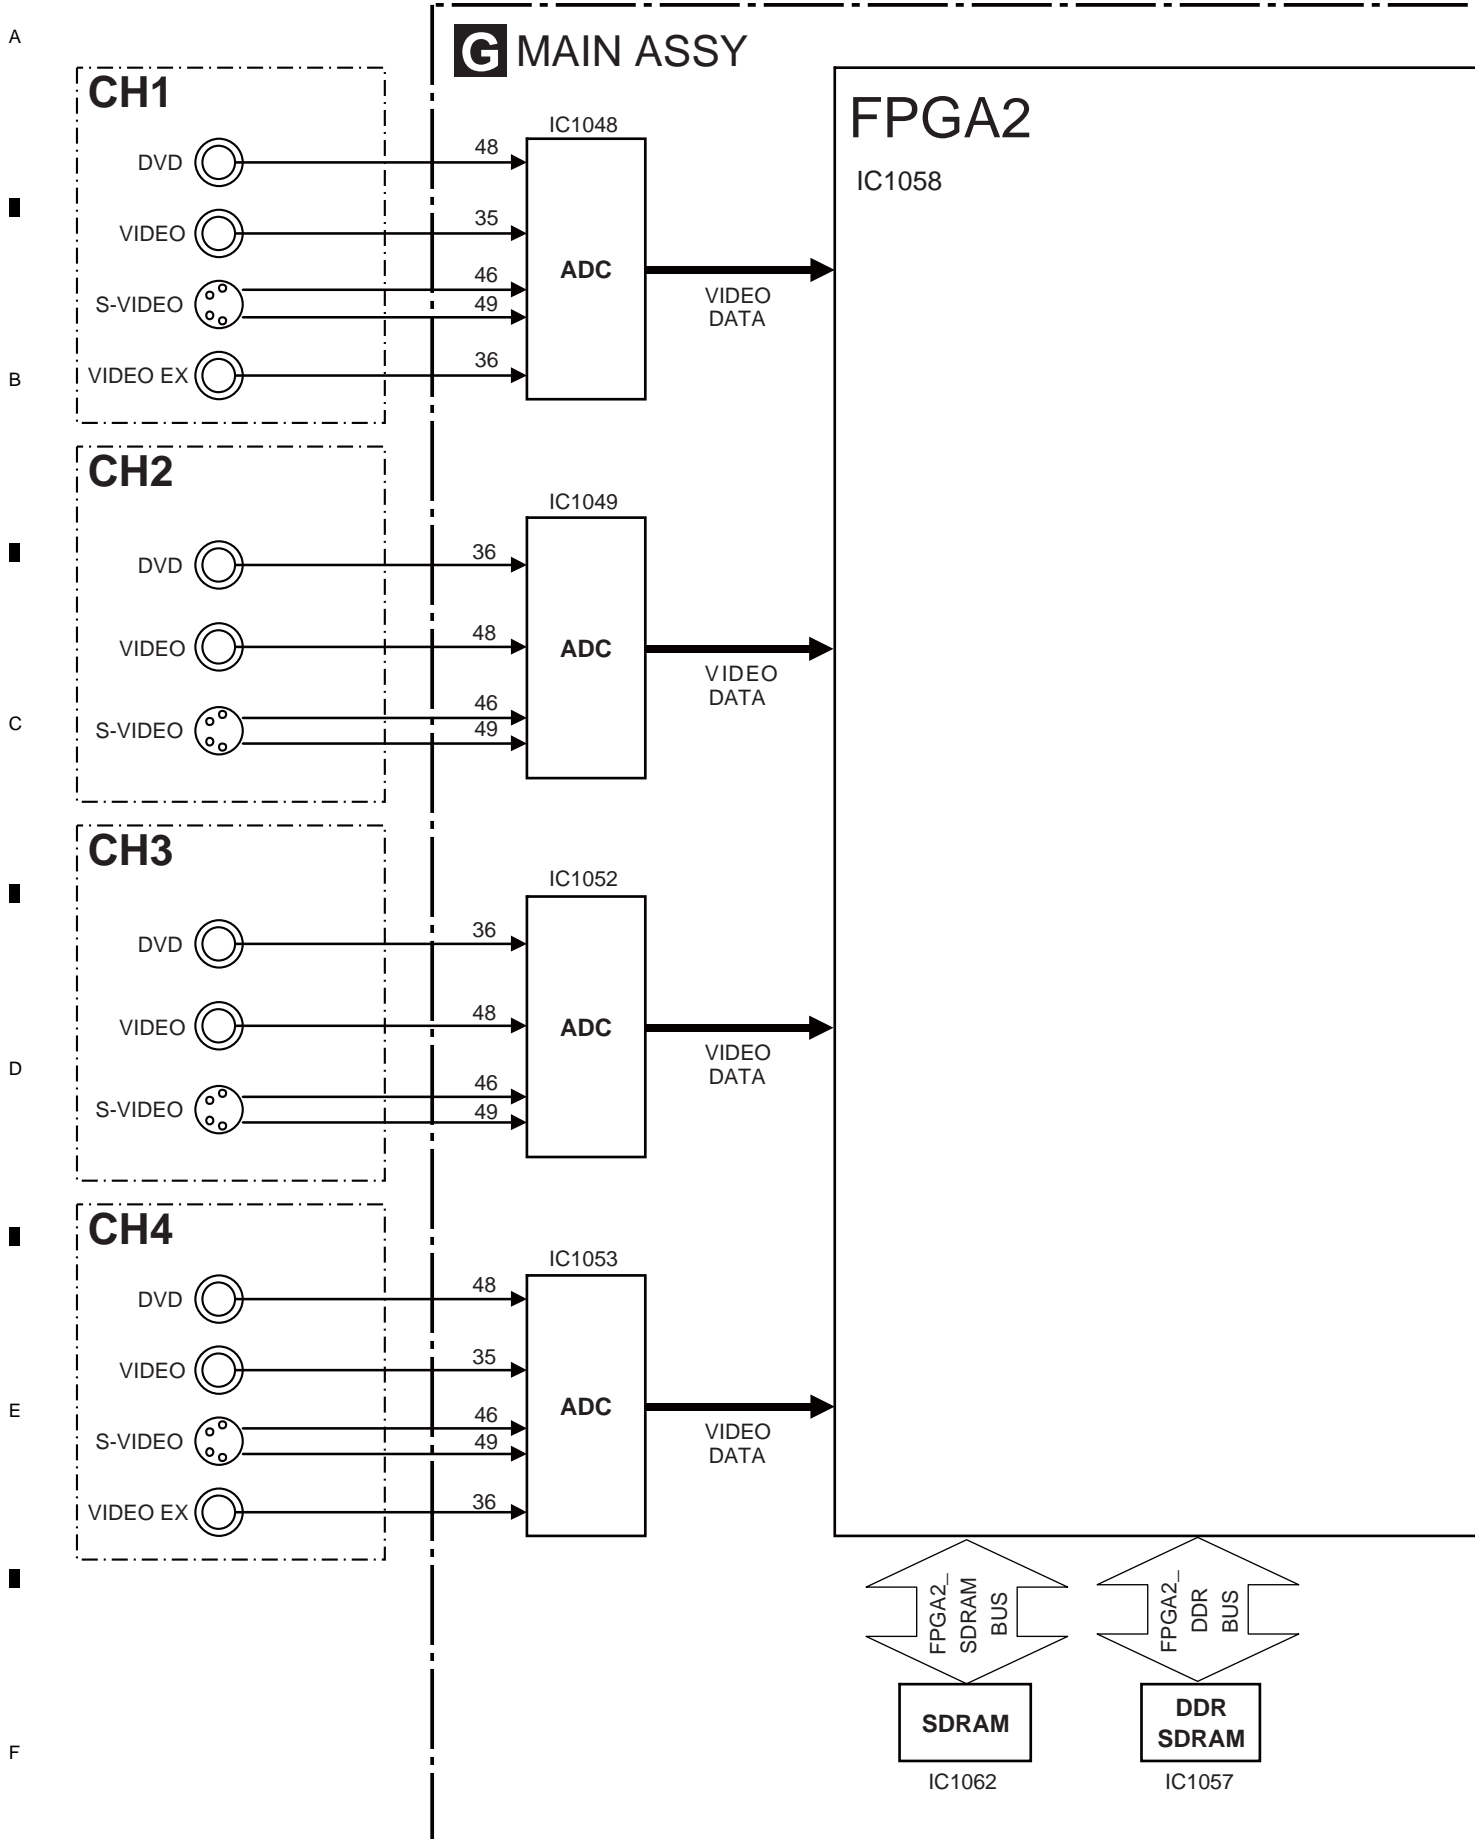 A
G MAIN ASSY
CH1
FPGA2
IC1048
48
DVD
IC1058
35
VIDEO
ADC
46
S-VIDEO
49
VIDEO
DATA
36
B
VIDEO EX
CH2
IC1049
36
DVD
48
VIDEO
ADC
VIDEO
DATA
46
C
S-VIDEO
49
CH3
IC1052
36
DVD
48
VIDEO
ADC
VIDEO
DATA
D
46
S-VIDEO
49
CH4
IC1053
48
DVD
35
VIDEO
E
ADC
46
S-VIDEO
49
VIDEO
DATA
36
VIDEO EX
FPGA2_
SDRAM
BUS
FPGA2_
DDR
BUS
SDRAM
DDR
SDRAM
F
IC1062
IC1057